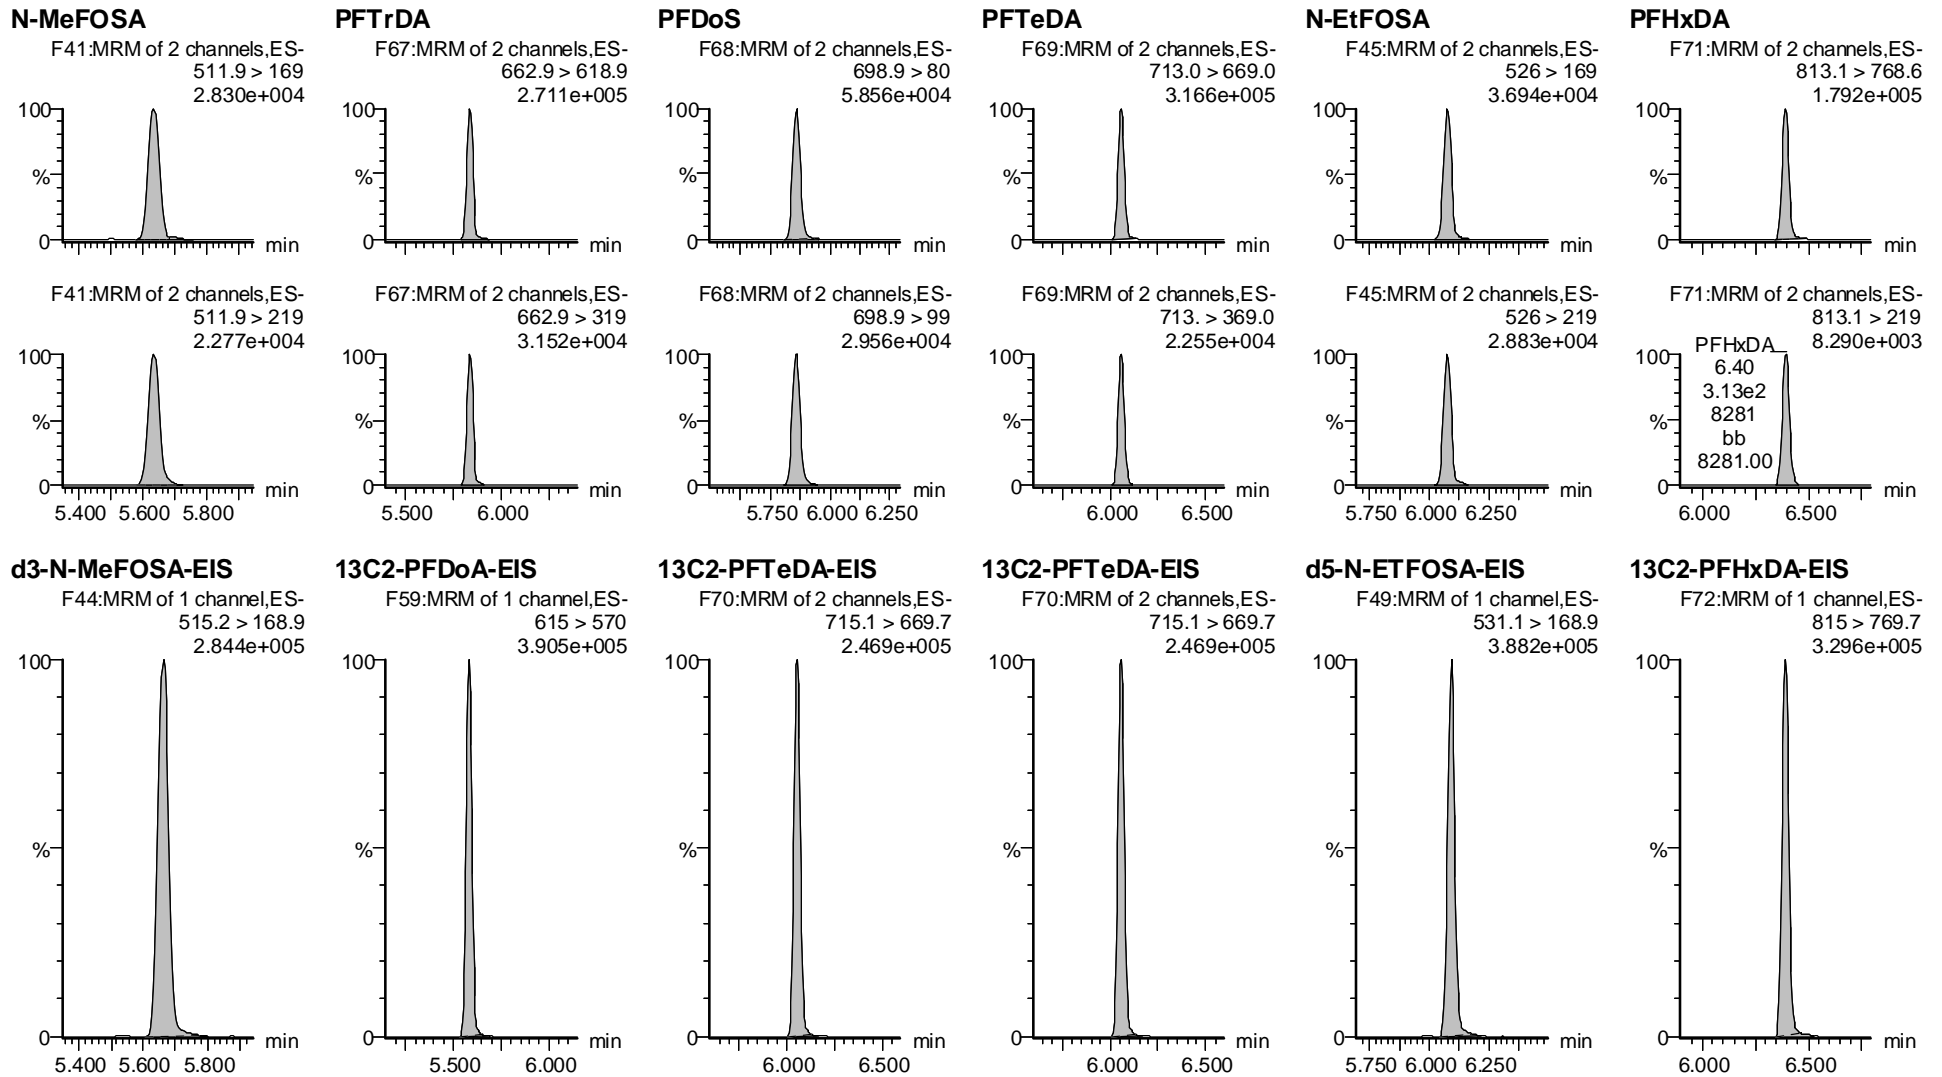 N-MeFOSA
F41:MRM of 2 channels,ES-
511.9 > 169
2.830e+004
100
%
0
min
F41:MRM of 2 channels,ES-
511.9 > 219
2.277e+004
100
%
0
min
5.400 5.600 5.800
PFTrDA
F67:MRM of 2 channels,ES-
662.9 > 618.9
2.711e+005
100
%
0
min
F67:MRM of 2 channels,ES-
662.9 > 319
3.152e+004
100
%
0
min
5.500 6.000
PFDoS
F68:MRM of 2 channels,ES-
698.9 > 80
5.856e+004
100
%
0
min
F68:MRM of 2 channels,ES-
698.9 > 99
2.956e+004
100
%
0
min
5.750 6.000 6.250
PFTeDA
F69:MRM of 2 channels,ES-
713.0 > 669.0
3.166e+005
100
%
0
min
F69:MRM of 2 channels,ES-
713. > 369.0
2.255e+004
100
%
0
min
6.000 6.500
N-EtFOSA
F45:MRM of 2 channels,ES-
526 > 169
3.694e+004
100
%
0
min
F45:MRM of 2 channels,ES-
526 > 219
2.883e+004
100
%
0
min
5.750 6.000 6.250
PFHxDA
F71:MRM of 2 channels,ES-
813.1 > 768.6
1.792e+005
100
%
0
min
F71:MRM of 2 channels,ES-
813.1 > 219
8.290e+003
100
%
0
PFHxDA
6.40
3.13e2
8281
bb
8281.00
min
6.000 6.500
d3-N-MeFOSA-EIS
F44:MRM of 1 channel,ES-
515.2 > 168.9
2.844e+005
100
%
0
min
5.400 5.600 5.800
13C2-PFDoA-EIS
F59:MRM of 1 channel,ES-
615 > 570
3.905e+005
100
%
0
min
5.500 6.000
13C2-PFTeDA-EIS
F70:MRM of 2 channels,ES-
715.1 > 669.7
2.469e+005
100
%
0
min
6.000 6.500
13C2-PFTeDA-EIS
F70:MRM of 2 channels,ES-
715.1 > 669.7
2.469e+005
100
%
0
min
6.000 6.500
d5-N-ETFOSA-EIS
F49:MRM of 1 channel,ES-
531.1 > 168.9
3.882e+005
100
%
0
min
5.750 6.000 6.250
13C2-PFHxDA-EIS
F72:MRM of 1 channel,ES-
815 > 769.7
3.296e+005
100
%
0
min
6.000 6.500